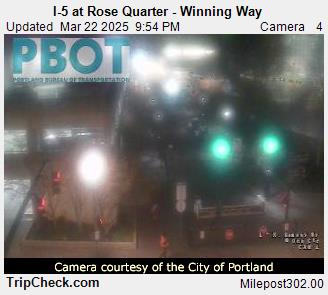 I-5 at Rose Quarter - Winning Way
Updated Mar 22 2025 9:54 PM Camera 4
PBOT
PORTLAND BUREAU OF TRANSPORTATION
Camera courtesy of the City of Portland
TripCheck.com Milepost302.00